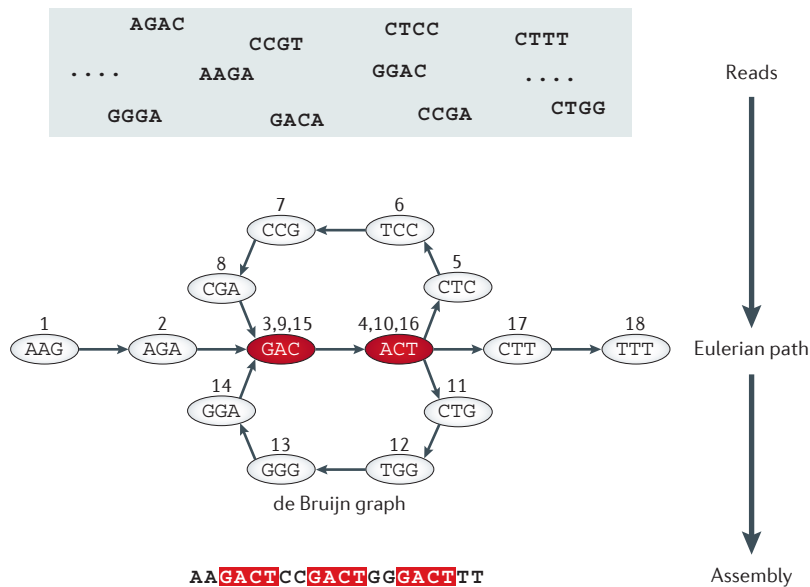 AGAC
CCGT
CTCC
CTTT
. . . .
AAGA
GGAC
. . . .
Reads
GGGA
GACA
CCGA
CTGG
7
6
CCG
TCC
8
5
CGA
CTC
1
2
3,9,15
4,10,16
17
18
AAG
AGA
GAC
ACT
CTT
TTT
Eulerian path
14
11
GGA
CTG
13
12
GGG
TGG
de Bruijn graph
AAGACTCCGACTGGGACTTT
Assembly